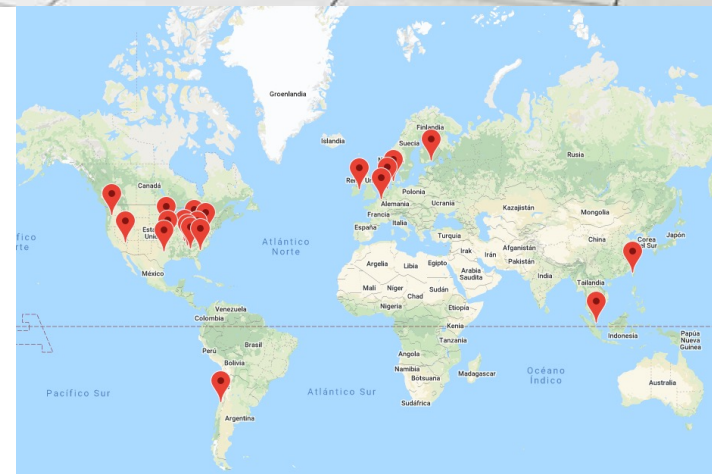 Groenlandia
Islandia
Finlandia
Suecia
Rusia
Canadá
Polonia
Alemania
Ucrania
Francia
Kazajistán
Mongolia
Italia
España
Turquía
Japón
Atlántico
Norte
China
Corea
del Sur
Irak
Irán
Afganistán
Pakistán
Argelia
Libia
Egipto
Arabia
Saudita
México
India
Malí
Níger
Chad
Sudán
Tailandia
Nigeria
Etiopía
Venezuela
Colombia
Kenia
Indonesia
Papúa
Nueva
Guinea
Tanzania
Perú
Brasil
Angola
Bolivia
Namibia
Botsuana
Madagascar
Océano
Índico
Australia
Pacífico Sur
Atlántico Sur
Sudáfrica
Argentina